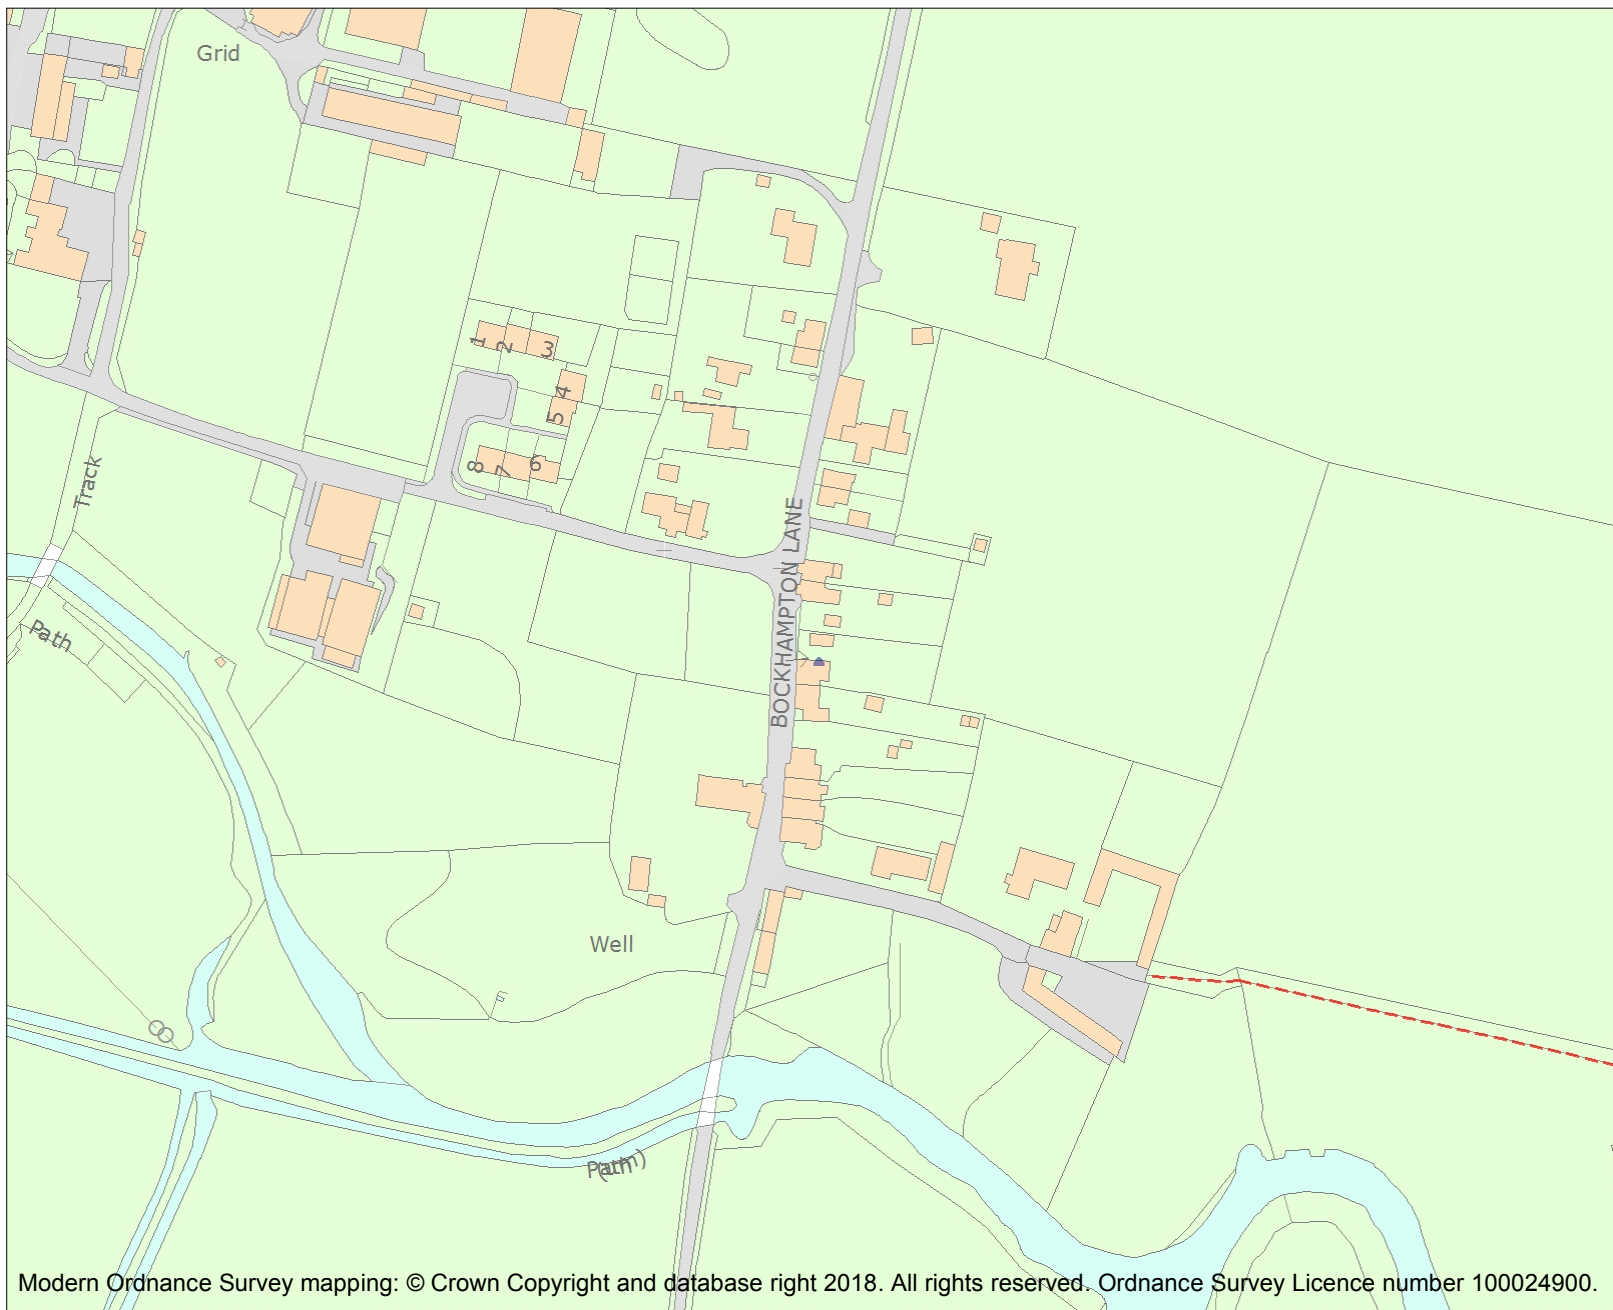 Grid
1
2
3
4
5
8
7
6
Track
BOCKHAMPTON LANE
Path
Well
Path
(um)
Modern Ordnance Survey mapping: © Crown Copyright and database right 2018. All rights reserved. Ordnance Survey Licence number 100024900.